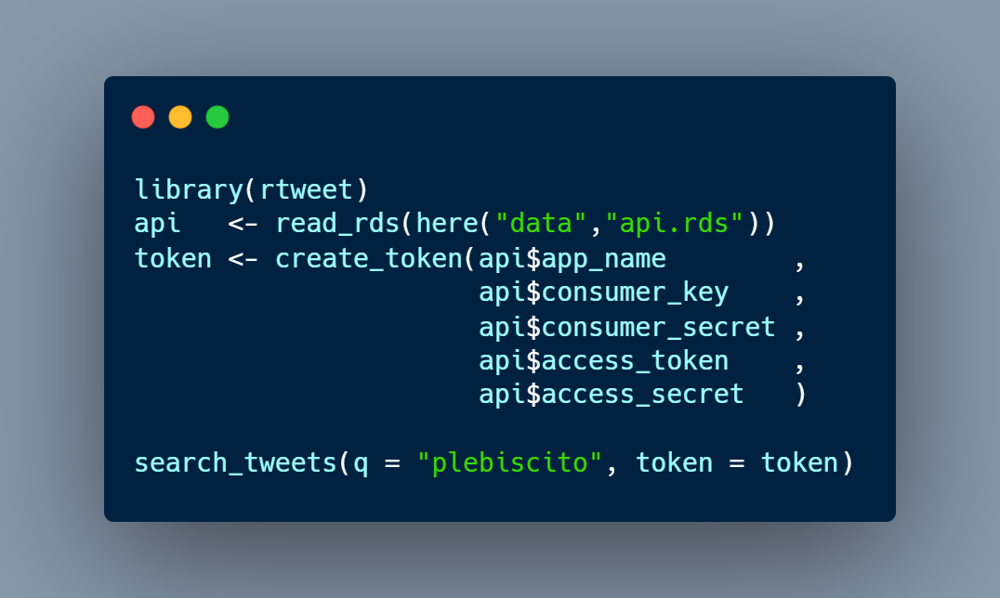 library(rtweet)
api   <- read_rds(here("data","api.rds"))
token <- create_token(api$app_name        ,
                      api$consumer_key    ,
                      api$consumer_secret ,
                      api$access_token    ,
                      api$access_secret   )
search_tweets(q = "plebiscito", token = token)